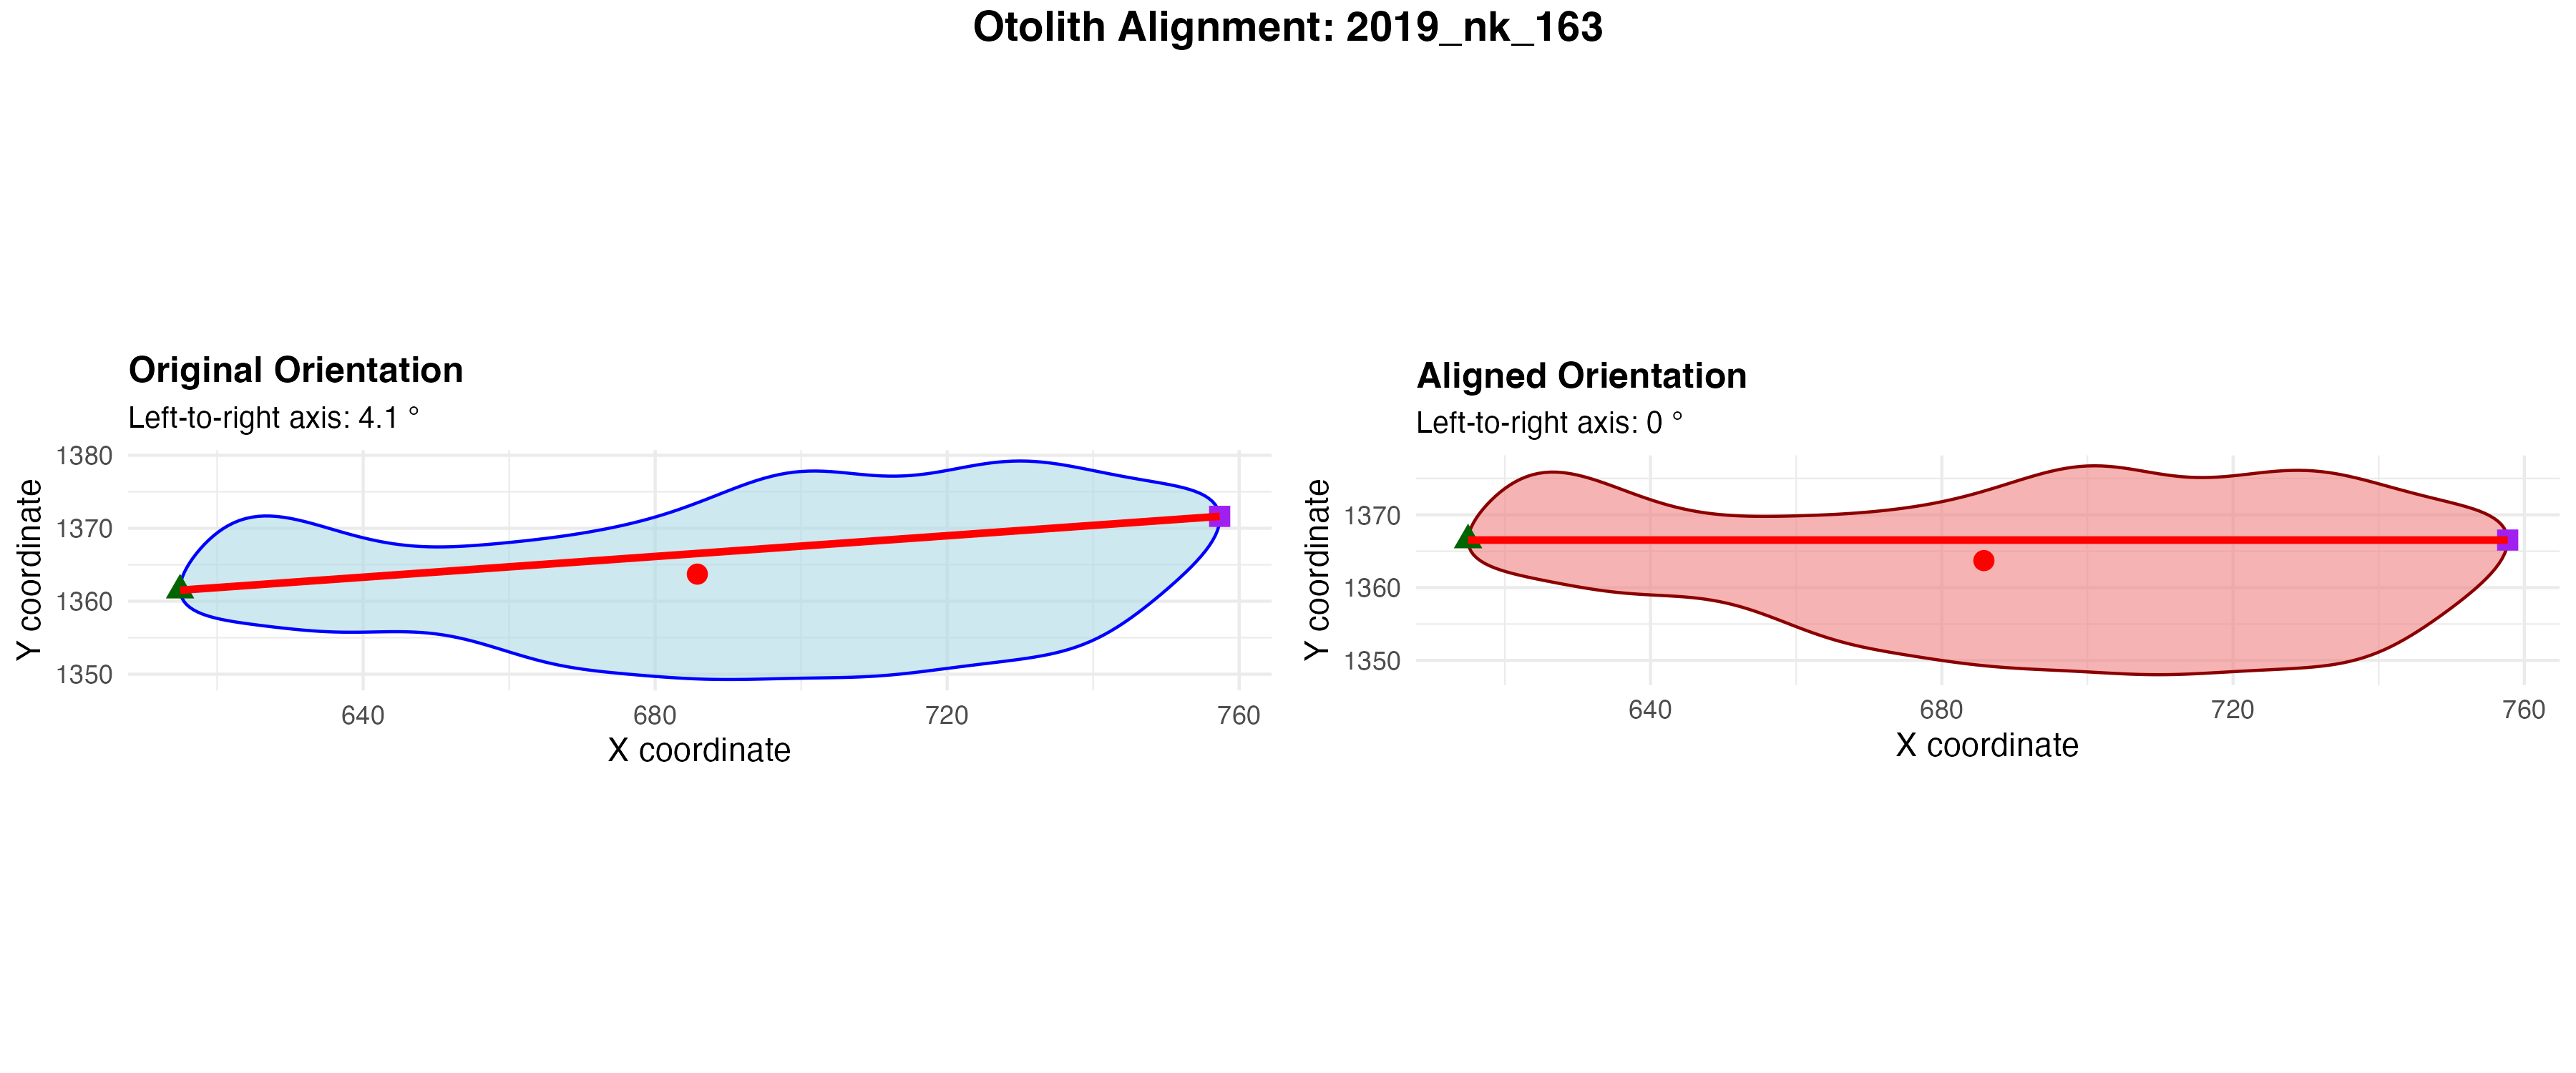 Otolith Alignment: 2019_nk_163
Original Orientation
Left-to-right axis: 4.1 °
1380
1370
1360
1350
Y coordinate
640 680 720 760
X coordinate
Aligned Orientation
Left-to-right axis: 0 °
1370
1360
1350
Y coordinate
640 680 720 760
X coordinate